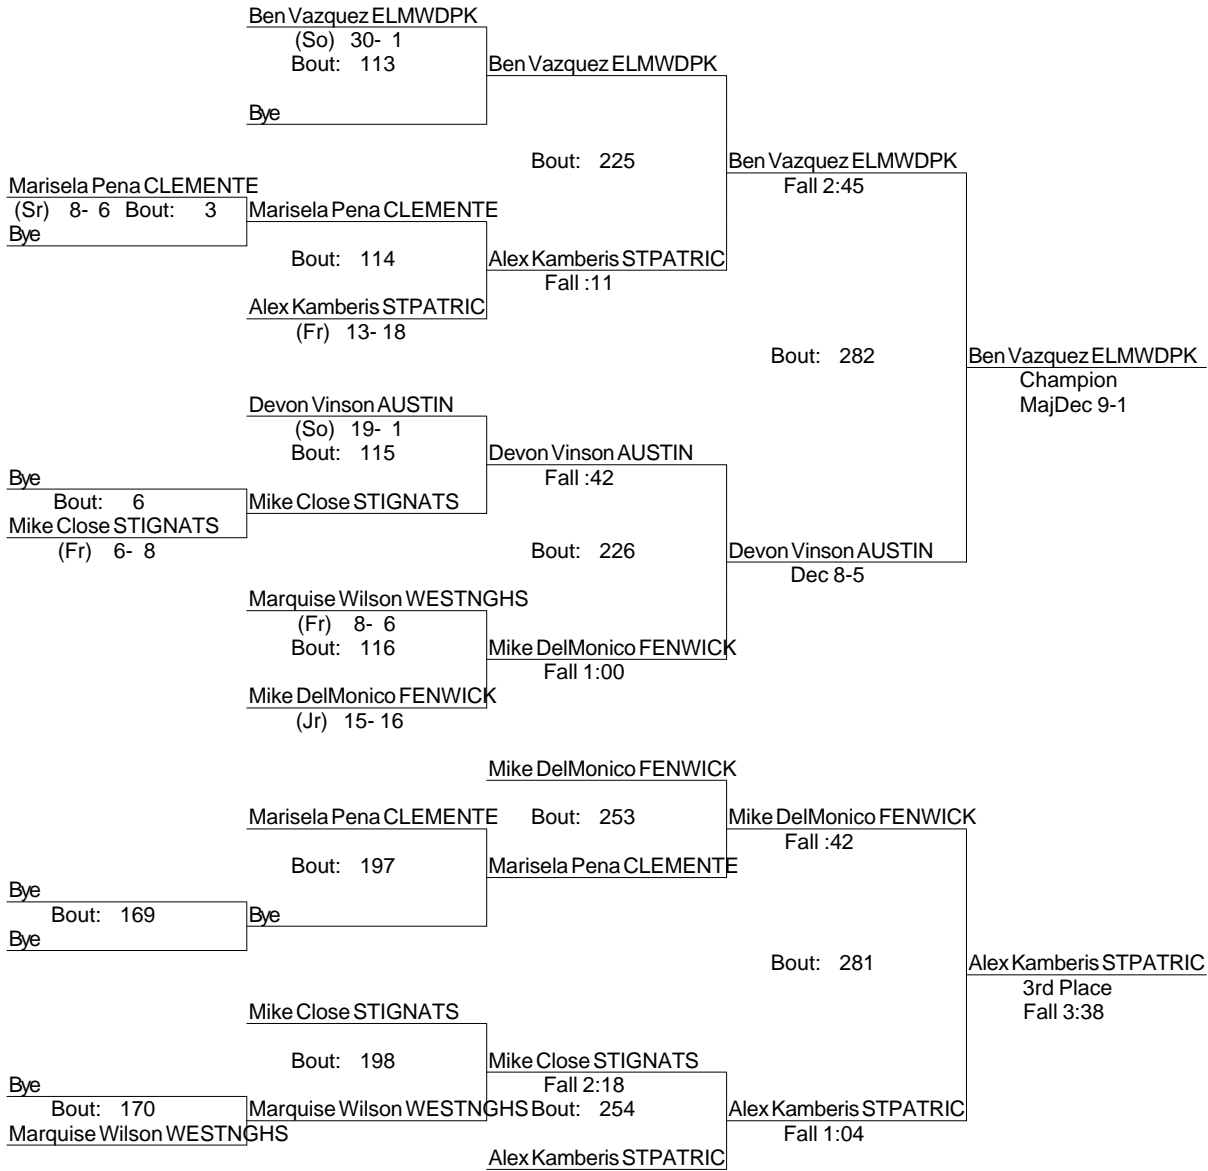 Ben Vazquez ELMWDPK
(So) 30- 1
Bout: 113
Ben Vazquez ELMWDPK
Bye
Bout: 225
Ben Vazquez ELMWDPK
Fall 2:45
Marisela Pena CLEMENTE
(Sr) 8- 6 Bout: 3
Marisela Pena CLEMENTE
Bye
Bout: 114
Alex Kamberis STPATRIC
Fall :11
Alex Kamberis STPATRIC
(Fr) 13- 18
Bout: 282
Ben Vazquez ELMWDPK
Champion
MajDec 9-1
Devon Vinson AUSTIN
(So) 19- 1
Bout: 115
Devon Vinson AUSTIN
Fall :42
Bye
Bout: 6
Mike Close STIGNATS
Mike Close STIGNATS
(Fr) 6- 8
Bout: 226
Devon Vinson AUSTIN
Dec 8-5
Marquise Wilson WESTNGHS
(Fr) 8- 6
Bout: 116
Mike DelMonico FENWICK
Fall 1:00
Mike DelMonico FENWICK
(Jr) 15- 16
Mike DelMonico FENWICK
Marisela Pena CLEMENTE
Bout: 253
Mike DelMonico FENWICK
Fall :42
Bout: 197
Marisela Pena CLEMENTE
Bye
Bout: 169
Bye
Bye
Bout: 281
Alex Kamberis STPATRIC
3rd Place
Fall 3:38
Mike Close STIGNATS
Bout: 198
Mike Close STIGNATS
Fall 2:18
Bye
Bout: 170
Marquise Wilson WESTNGHS
Bout: 254
Alex Kamberis STPATRIC
Fall 1:04
Marquise Wilson WESTNGHS
Alex Kamberis STPATRIC